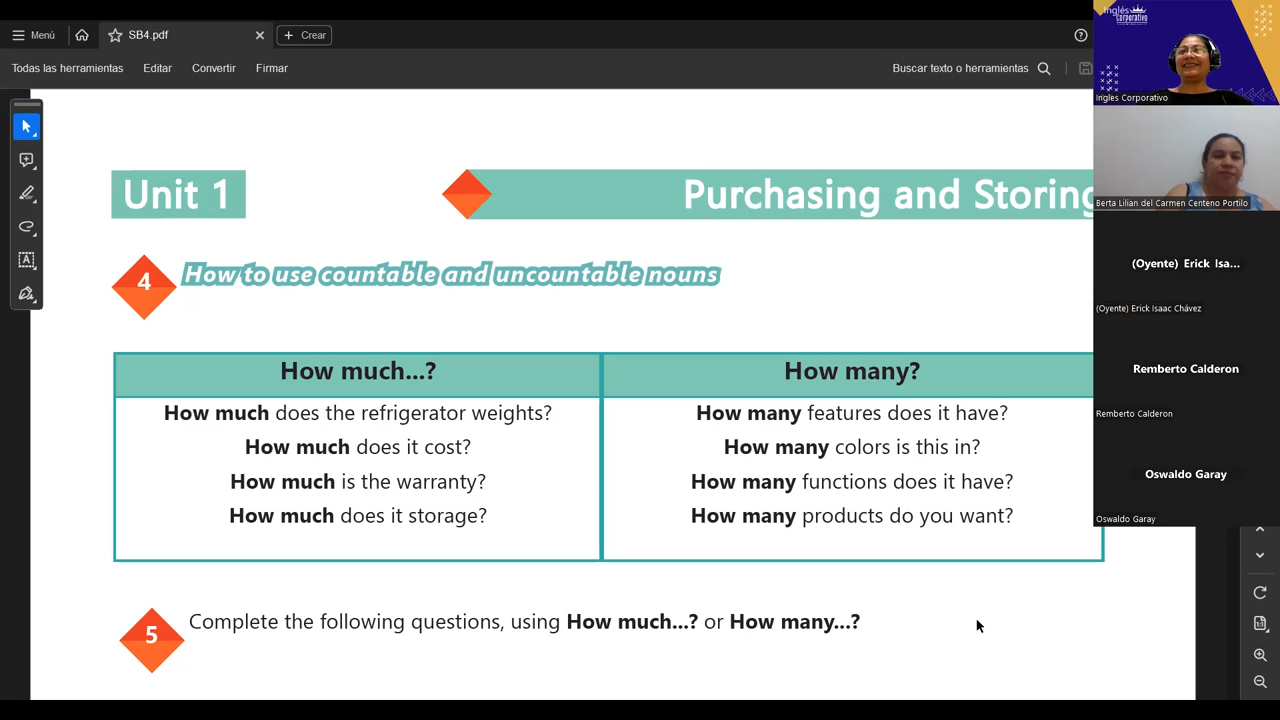 Menú
SB4.pdf
Crear
Todas las herramientas
Editar
Convertir
Firmar
Buscar texto o herramientas
Unit 1
Purchasing and Storing
4
How to use countable and uncountable nouns
How much...?
How many?
How much does the refrigerator weights?
How much does it cost?
How much is the warranty?
How much does it storage?
How many features does it have?
How many colors is this in?
How many functions does it have?
How many products do you want?
5
Complete the following questions, using How much...? or How many...?
Inglés
Corporativo
Ingles Corporativo
Berta Lilian del Carmen Centeno Portilo
(Oyente) Erick Isa...
(Oyente) Erick Isaac Chávez
Remberto Calderon
Remberto Calderon
Oswaldo Garay
Oswaldo Garay